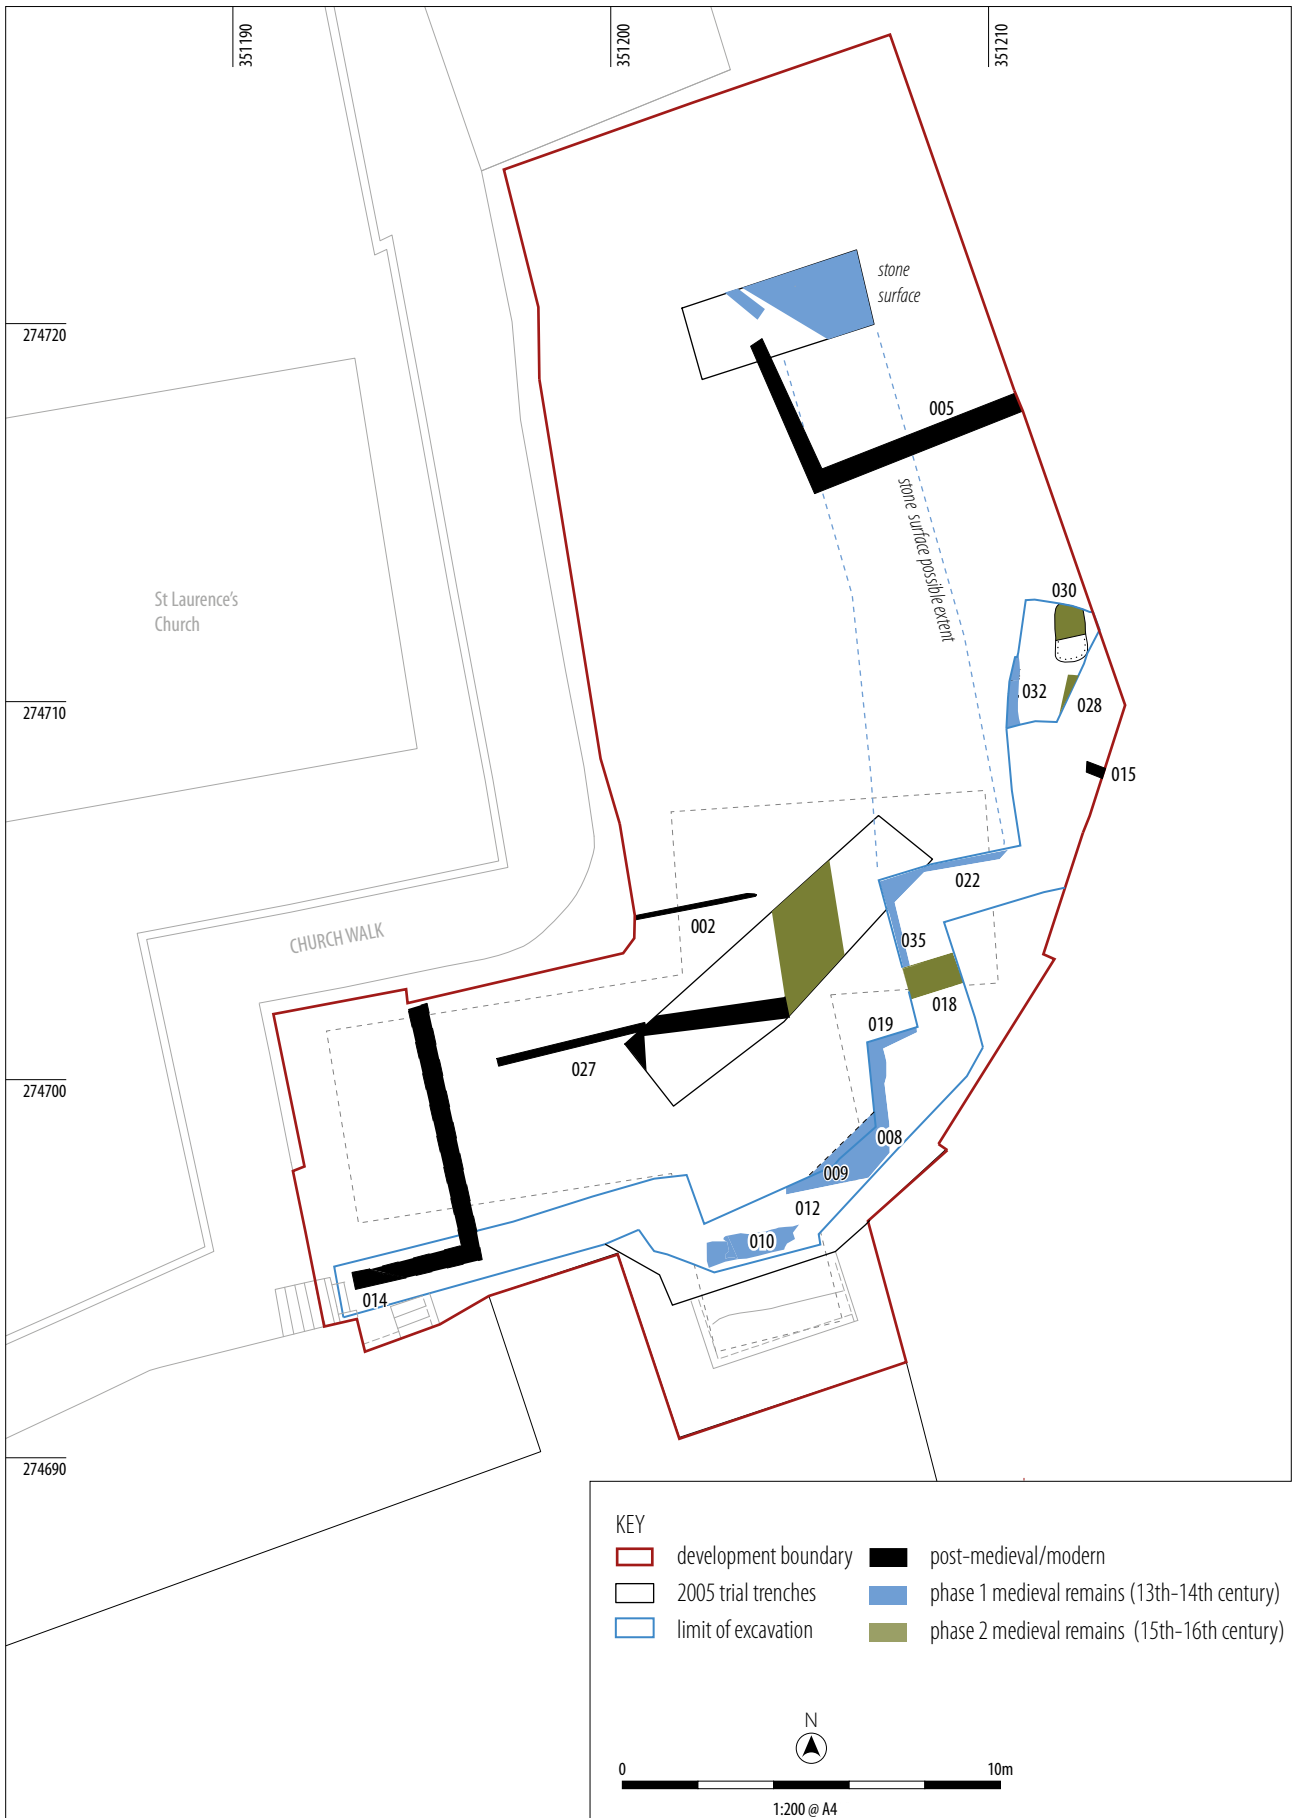 351190
351200
351210
stone
surface
274720
005
stone surface possible extent
030
St Laurence's
Church
032
028
274710
015
022
002
CHURCH WALK
035
018
019
027
274700
008
009
012
010
014
274690
KEY
development boundary
post-medieval/modern
2005 trial trenches
phase 1 medieval remains (13th-14th century)
limit of excavation
phase 2 medieval remains (15th-16th century)
N
0
10m
1:200 @ A4